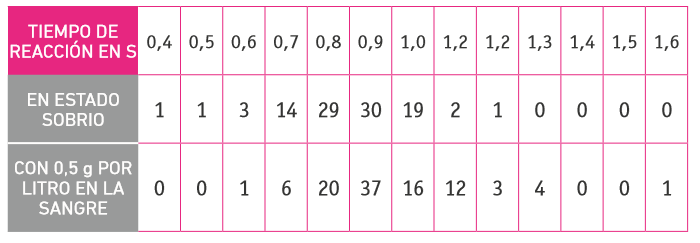 TIEMPO DE
REACCIÓN EN S 0,4 0,5 0,6 0,7 0,8 0,9 1,0 1,2 1,2 1,3 1,4 1,5 1,6
EN ESTADO
SOBRIO 1 1 3 14 29 30 19 2 1 0 0 0 0
CON 0,5 g POR
LITRO EN LA 0 0 1 6 20 37 16 12 3 4 0 0 1
SANGRE